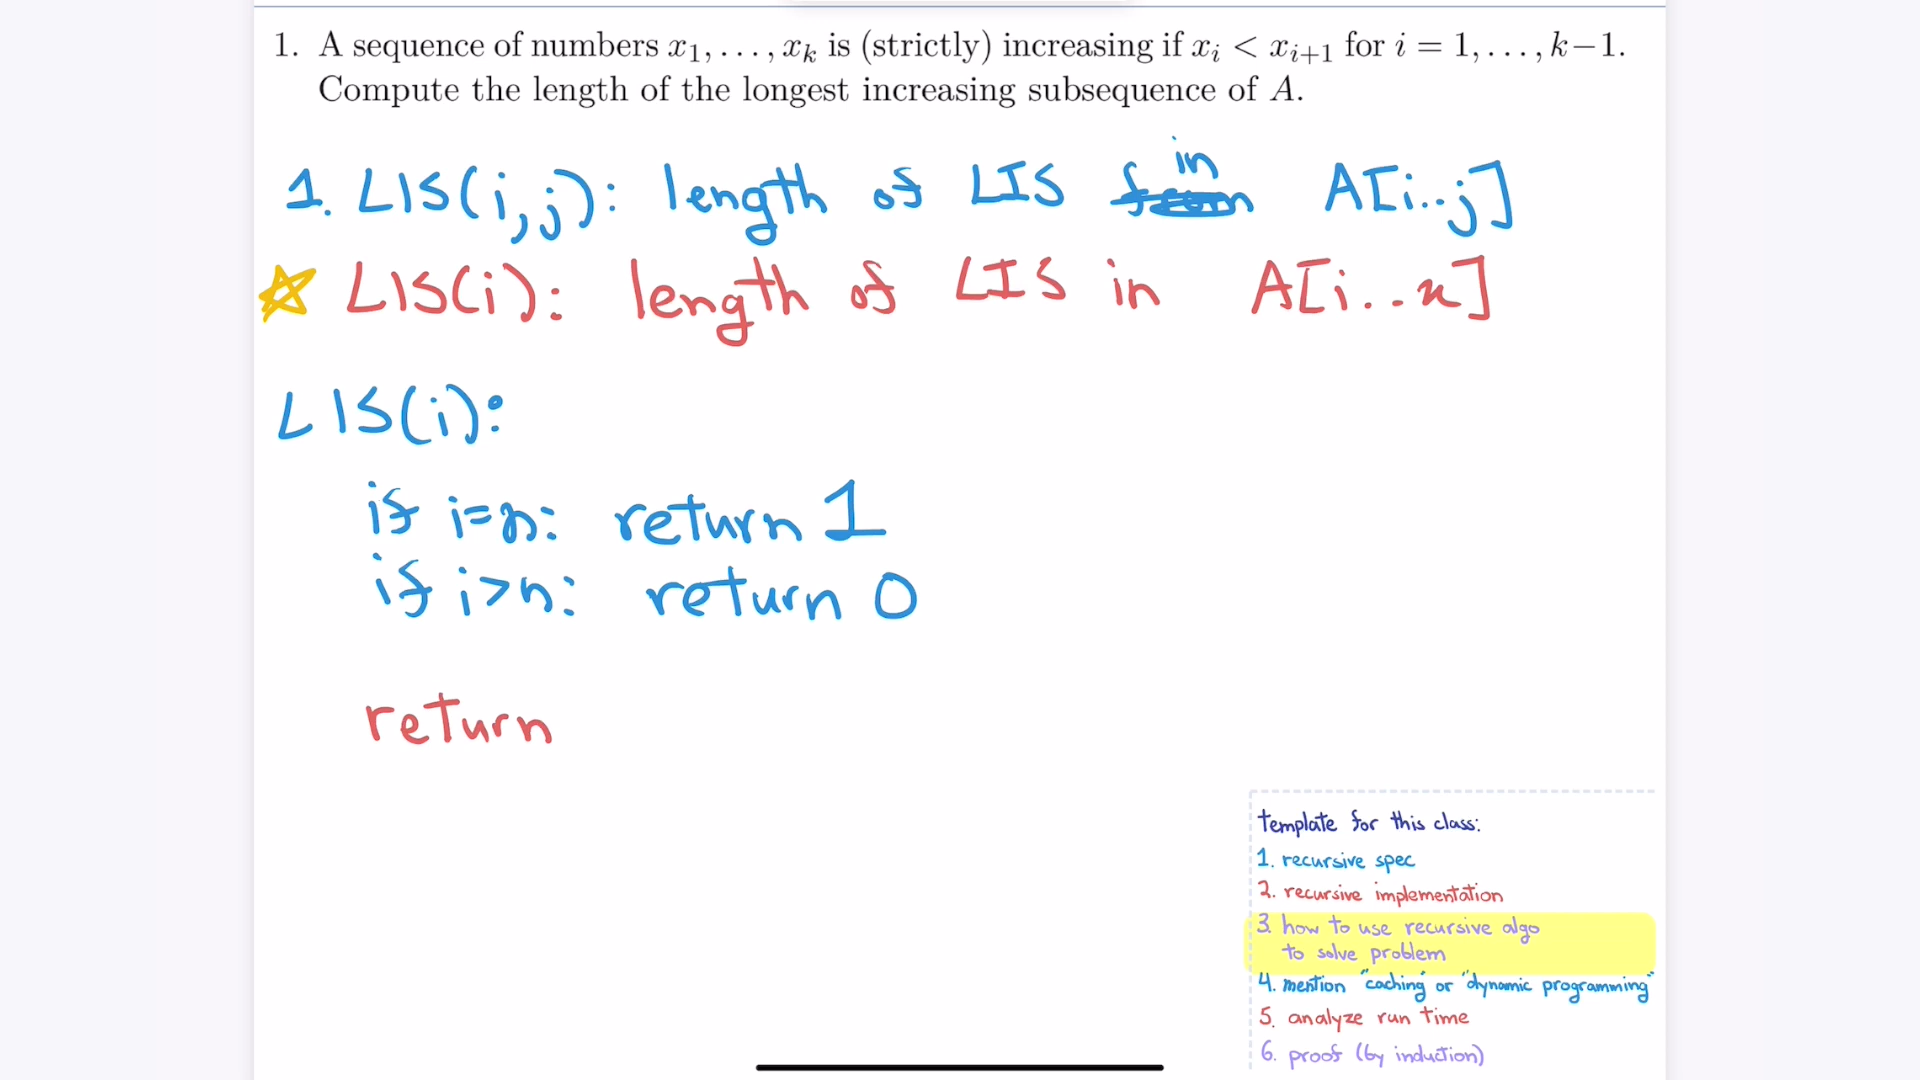 1. A sequence of numbers x₁, . . . , xₖ is (strictly) increasing if xᵢ < xᵢ₊₁ for i = 1, . . . , k−1.
Compute the length of the longest increasing subsequence of A.
1. LIS(i,j): length of LIS in A[i..j]
LIS(i): length of LIS in A[i..n]
LIS(i):
if i=n: return 1
if i>n: return 0
return
template for this class:
1. recursive spec
2. recursive implementation
3. how to use recursive algo
to solve problem
4. mention "caching" or "dynamic programming"
5. analyze run time
6. proof (by induction)